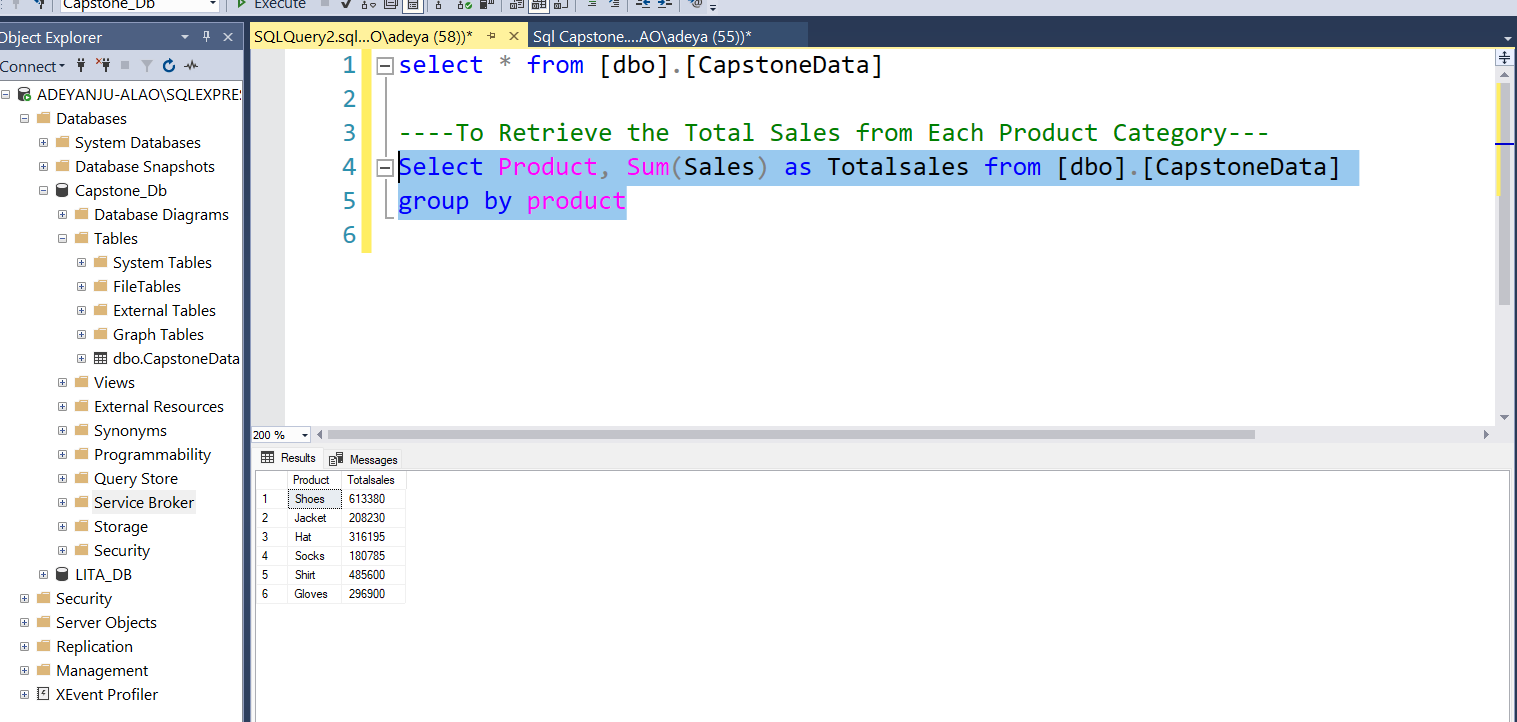 Capstone_Db Execute
Object Explorer
Connect
ADEYANJU-ALAO\SQLEXPRE
Databases
System Databases
Database Snapshots
Capstone_Db
Database Diagrams
Tables
System Tables
FileTables
External Tables
Graph Tables
dbo.CapstoneData
Views
External Resources
Synonyms
Programmability
Query Store
Service Broker
Storage
Security
LITA_DB
Security
Server Objects
Replication
Management
XEvent Profiler
SQLQuery2.sql...O\adeya (58))* Sql Capstone....AO\adeya (55))*
1 select * from [dbo].[CapstoneData]
2
3 ----To Retrieve the Total Sales from Each Product Category---
4 Select Product, Sum(Sales) as Totalsales from [dbo].[CapstoneData]
5 group by product
6
200 %
Results Messages
Product Totalsales
1 Shoes 613380
2 Jacket 208230
3 Hat 316195
4 Socks 180785
5 Shirt 485600
6 Gloves 296900